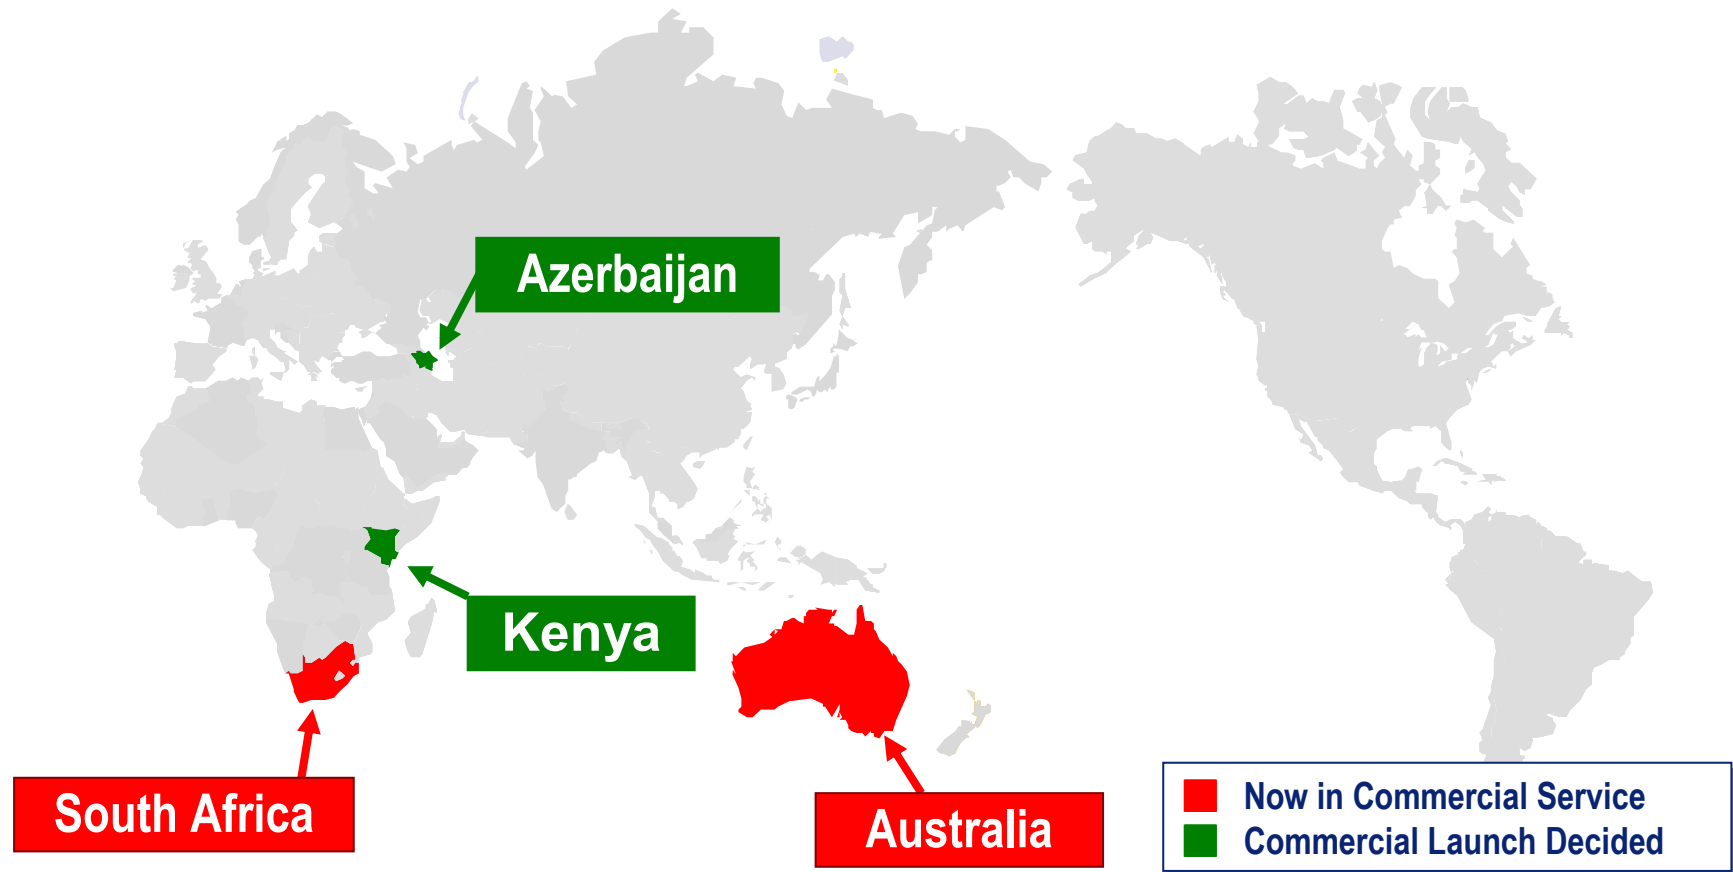 Azerbaijan
Kenya
South Africa
Australia
Now in Commercial Service
Commercial Launch Decided